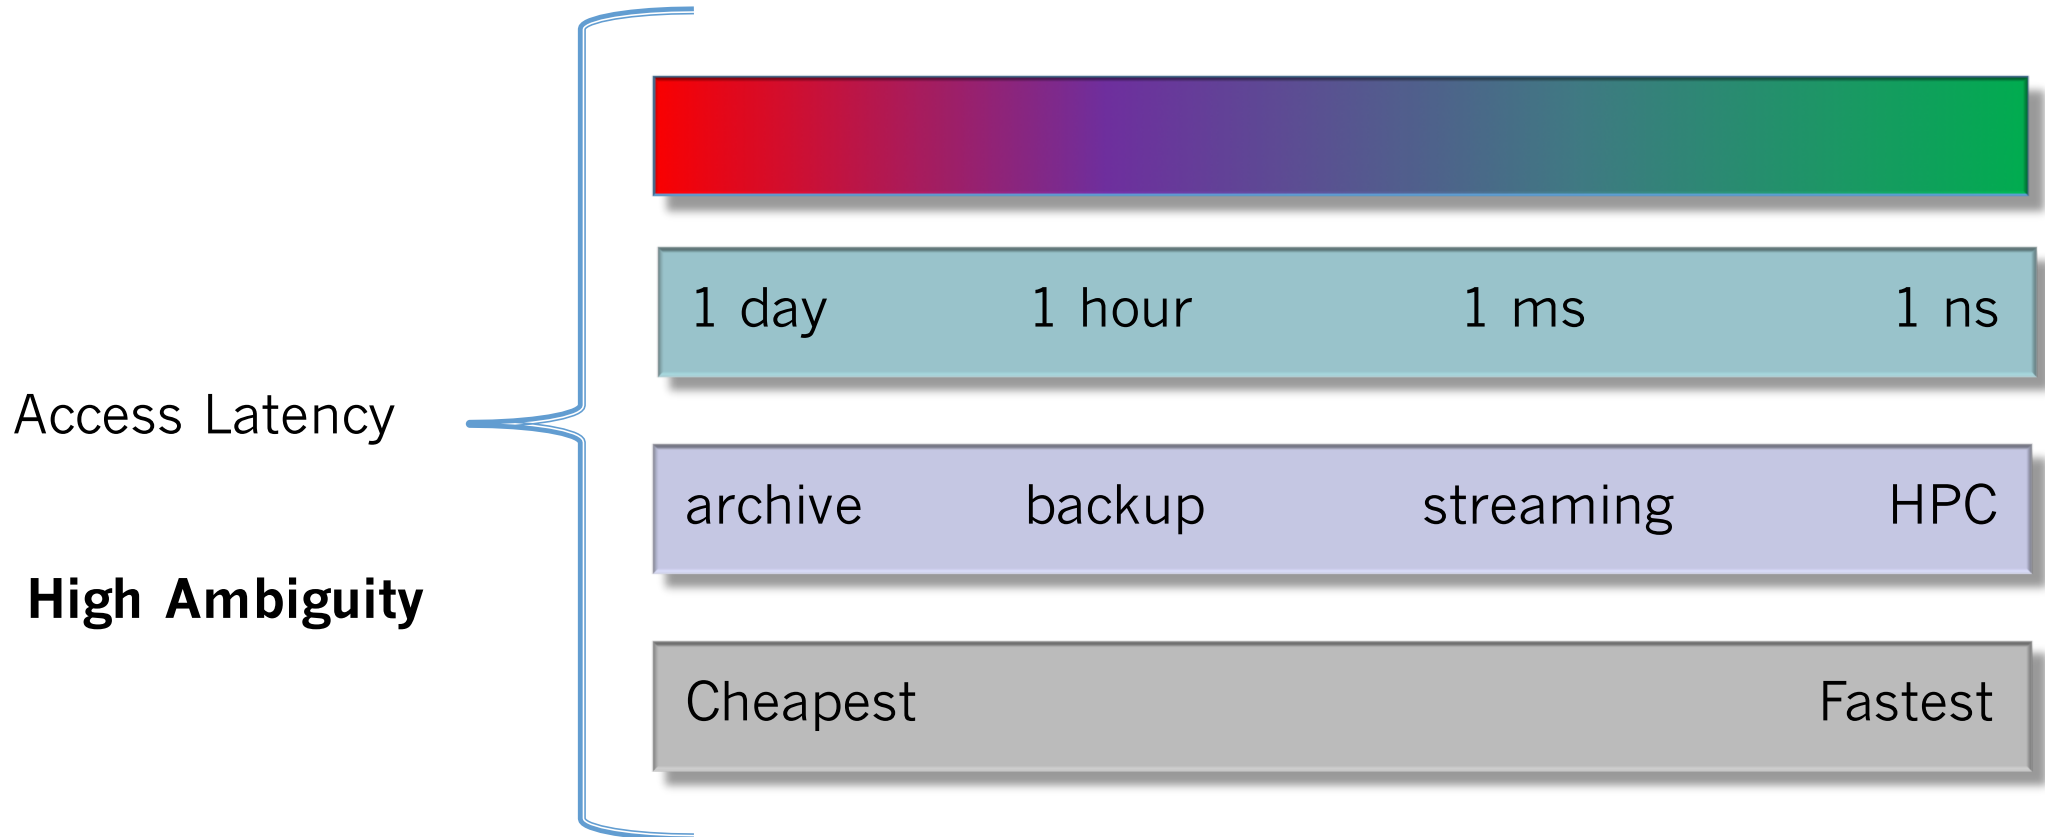 1 day 1 hour 1 ms 1 ns
Access Latency
archive backup streaming HPC
High Ambiguity
Cheapest Fastest